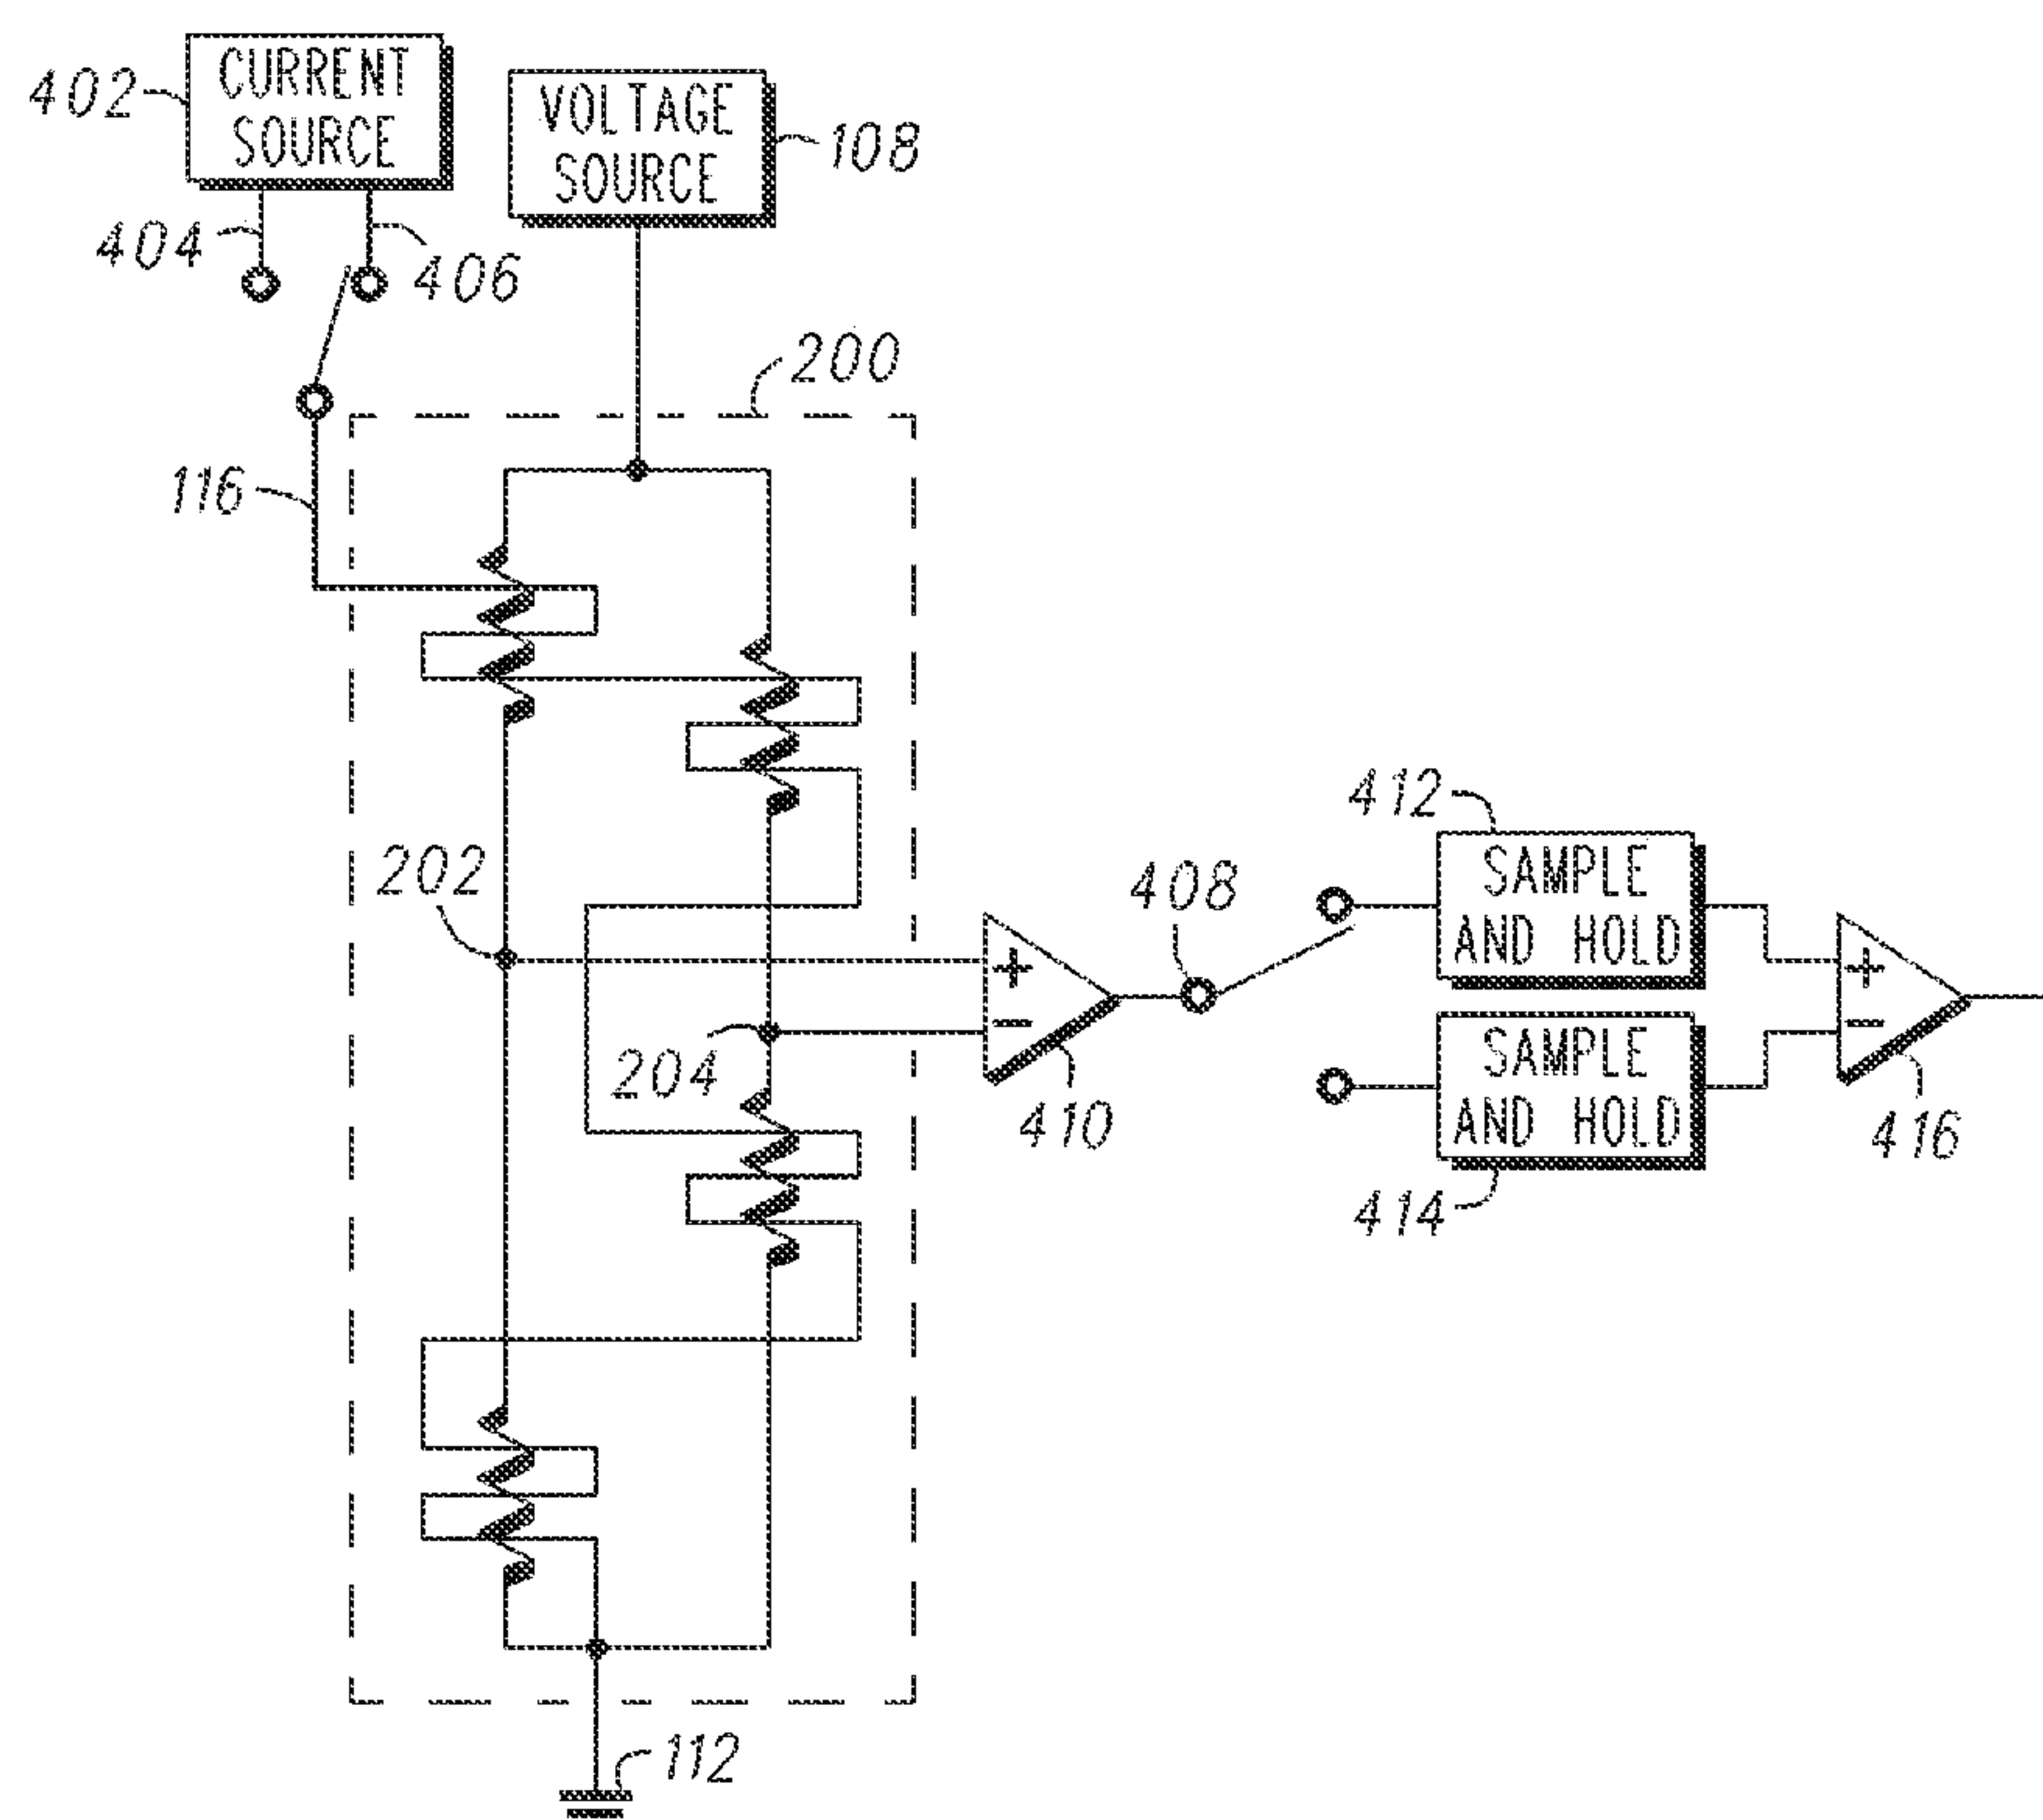 402
CURRENT
SOURCE
VOLTAGE
SOURCE
108
404
406
200
116
202
204
+
−
410
408
412
SAMPLE
AND HOLD
SAMPLE
AND HOLD
414
+
−
416
112